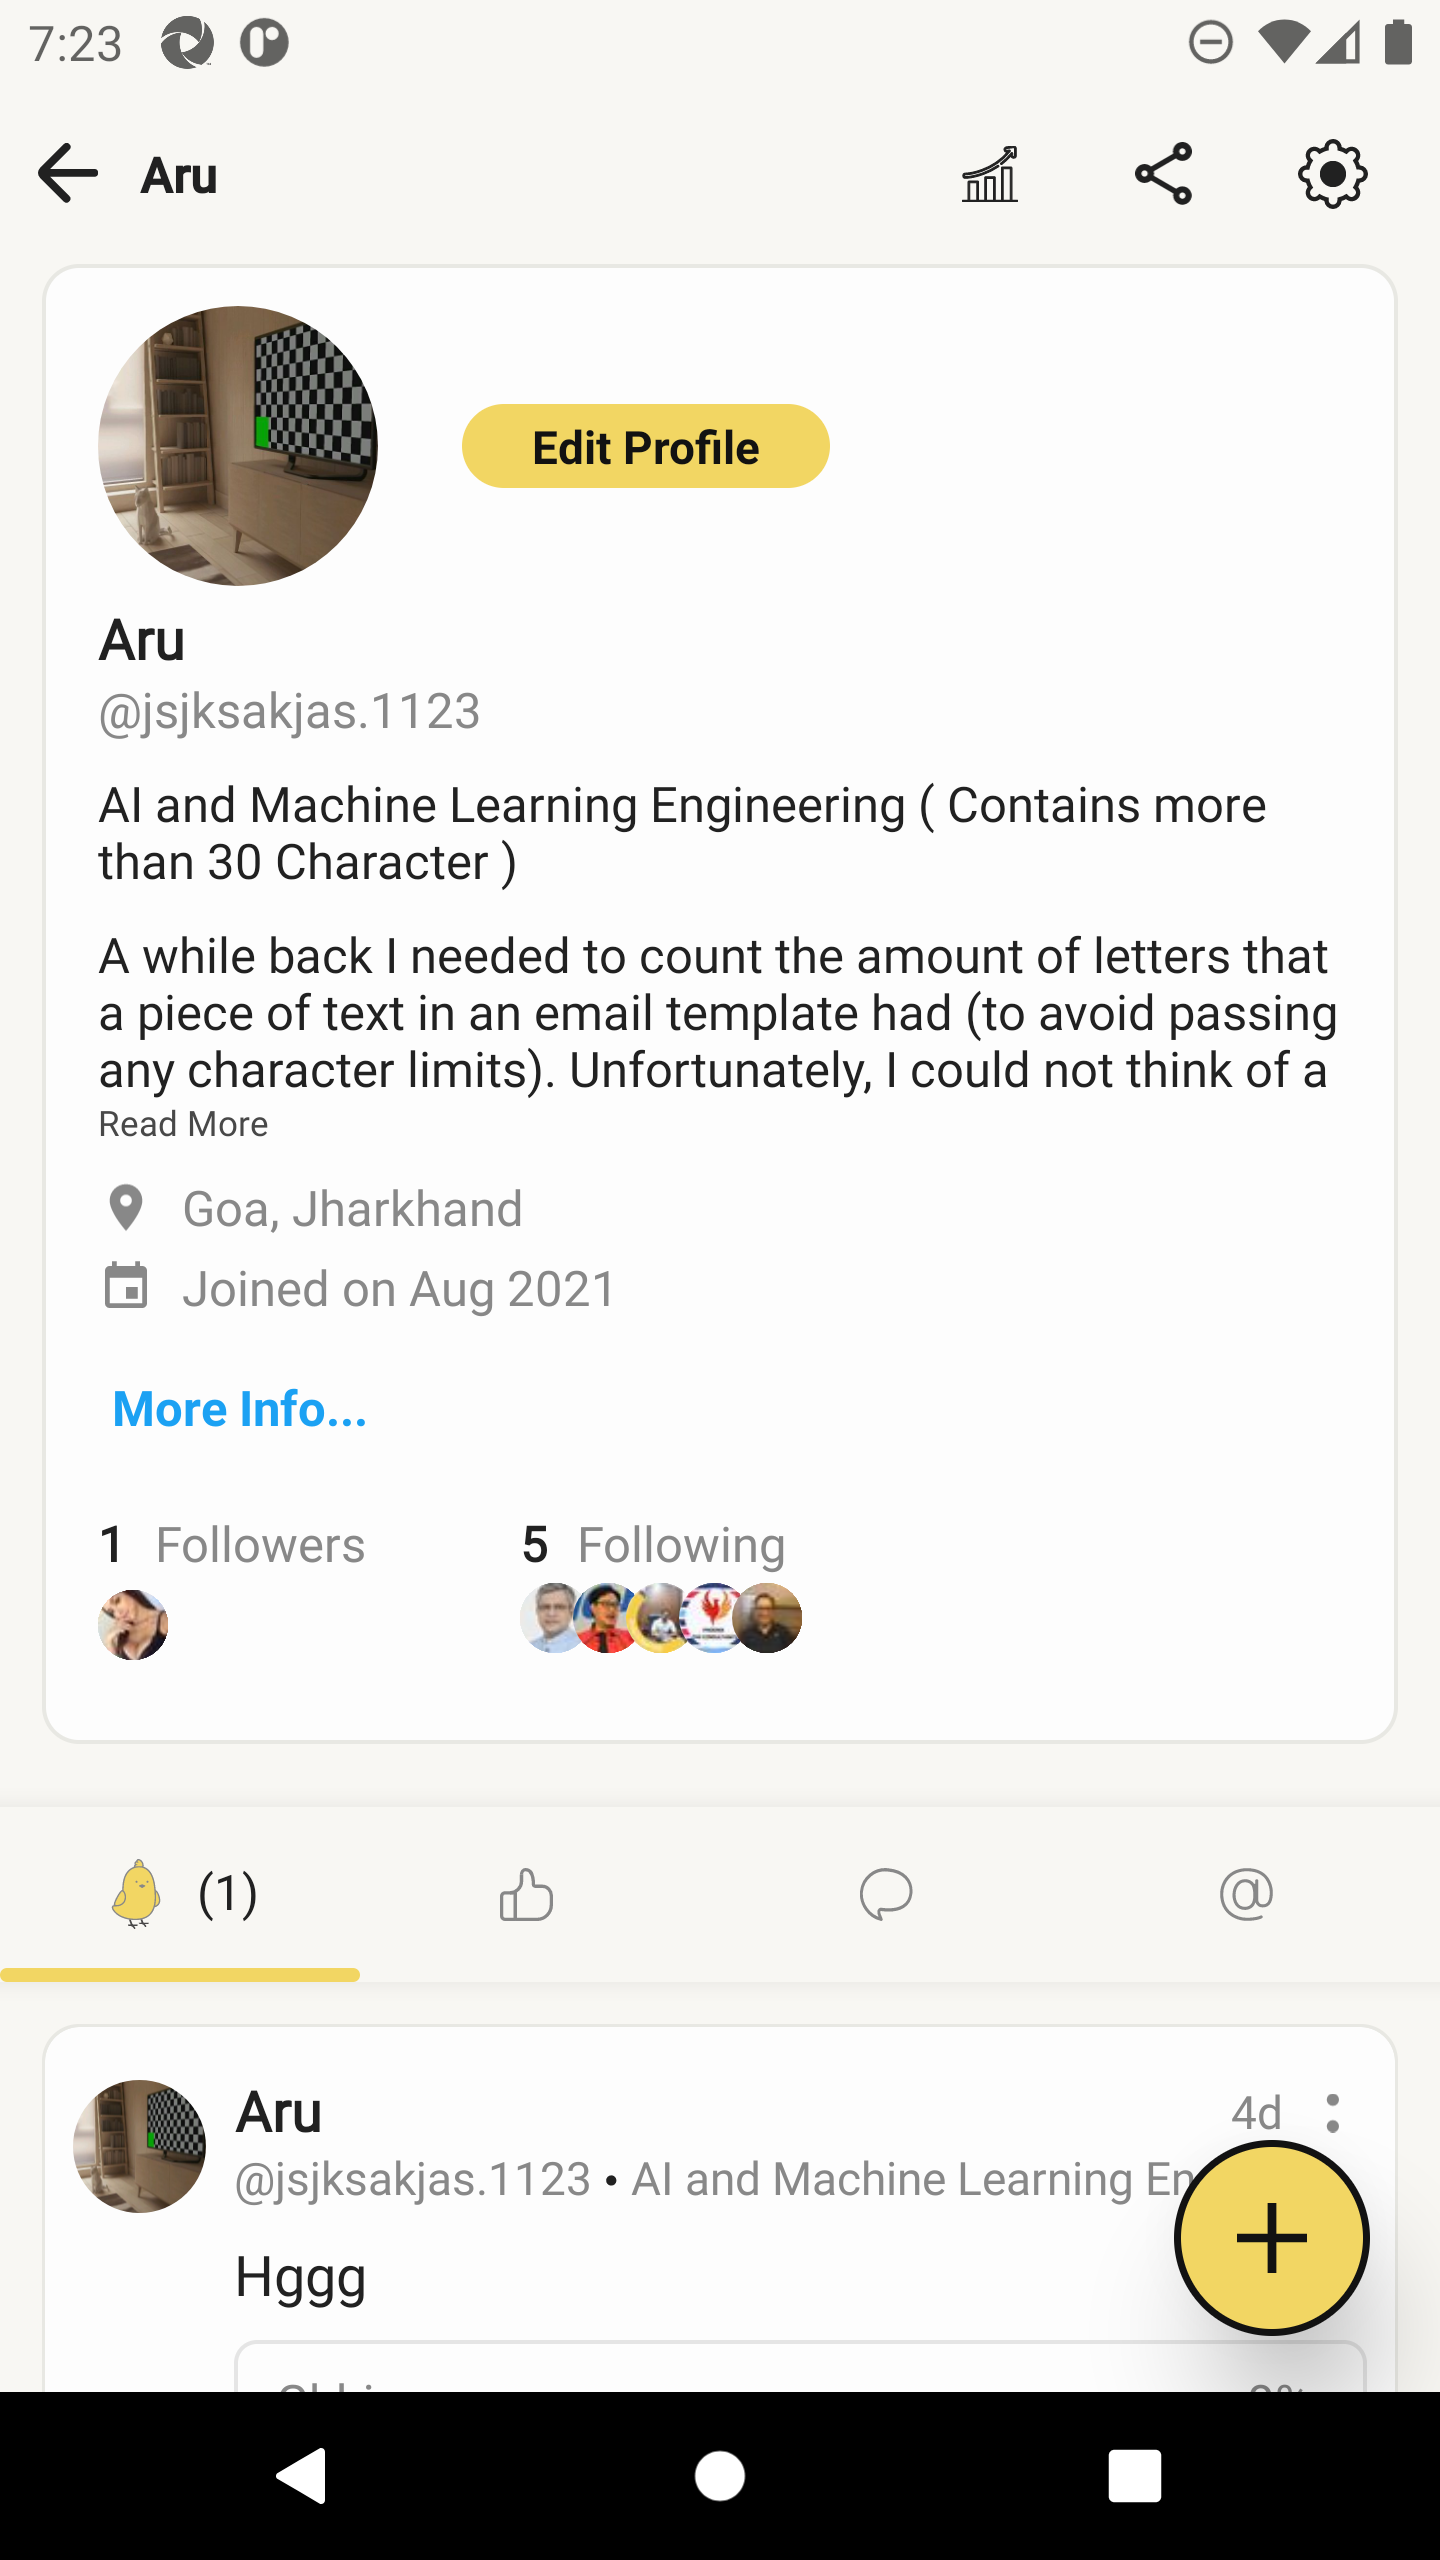 7:23
Aru
Edit Profile
Aru
@jsjksakjas.1123
AI and Machine Learning Engineering ( Contains more
than 30 Character )
A while back I needed to count the amount of letters that
a piece of text in an email template had (to avoid passing
any character limits). Unfortunately, I could not think of a
Read More
Goa, Jharkhand
Joined on Aug 2021
More Info...
1 Followers 5 Following
(1)
Aru 4d
@jsjksakjas.1123 • AI and Machine Learning En
Hggg